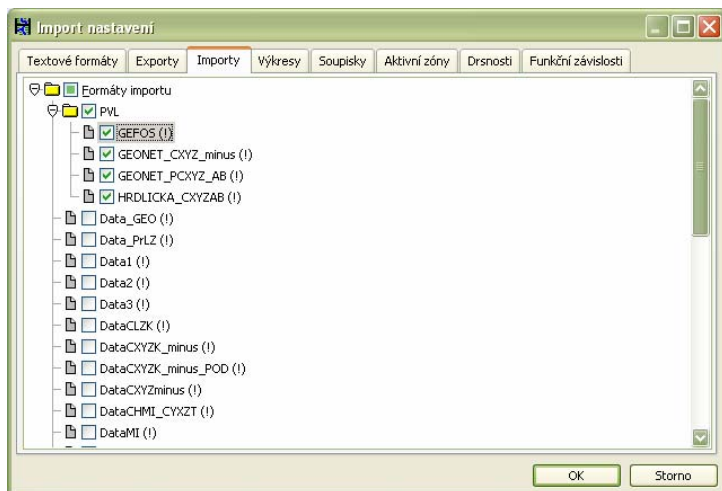 Import nastavení
Textové formáty Exporty Importy Výkresy Soupisky Aktivní zóny Drsnosti Funkční závislosti
Formáty importu
PVL
GEFOS (!)
GEONET_CXYZ_minus (!)
GEONET_PCXYZ_AB (!)
HRDLICKA_CXYZAB (!)
Data_GEO (!)
Data_PrLZ (!)
Data1 (!)
Data2 (!)
Data3 (!)
DataCLZK (!)
DataCXYZK_minus (!)
DataCXYZK_minus_POD (!)
DataCXYZminus (!)
DataCHMI_CYXZT (!)
DataMI (!)
OK Storno